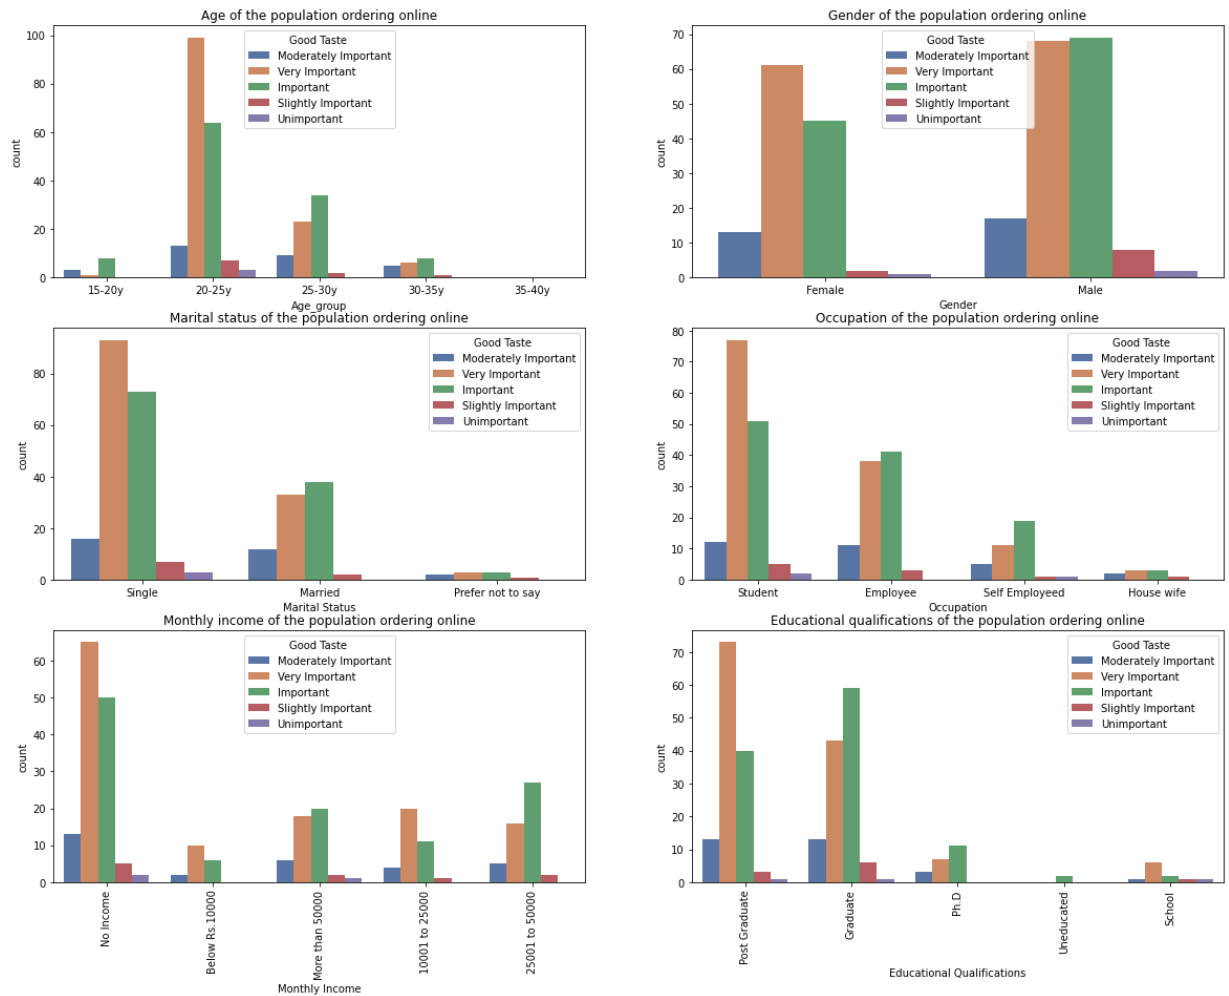 Age of the population ordering online
count
100
80
60
40
20
0
Good Taste
Moderately Important
Very Important
Important
Slightly Important
Unimportant
15-20y 20-25y 25-30y 30-35y 35-40y
Age_group
Gender of the population ordering online
count
70
60
50
40
30
20
10
0
Good Taste
Moderately Important
Very Important
Important
Slightly Important
Unimportant
Female Male
Gender
Marital status of the population ordering online
count
80
60
40
20
0
Good Taste
Moderately Important
Very Important
Important
Slightly Important
Unimportant
Single Married Prefer not to say
Marital Status
Occupation of the population ordering online
count
80
70
60
50
40
30
20
10
0
Good Taste
Moderately Important
Very Important
Important
Slightly Important
Unimportant
Student Employee Self Employeed House wife
Occupation
Monthly income of the population ordering online
count
60
50
40
30
20
10
0
Good Taste
Moderately Important
Very Important
Important
Slightly Important
Unimportant
No Income
Below Rs.10000
More than 50000
10001 to 25000
25001 to 50000
Monthly Income
Educational qualifications of the population ordering online
count
70
60
50
40
30
20
10
0
Good Taste
Moderately Important
Very Important
Important
Slightly Important
Unimportant
Post Graduate
Graduate
Ph.D
Uneducated
School
Educational Qualifications